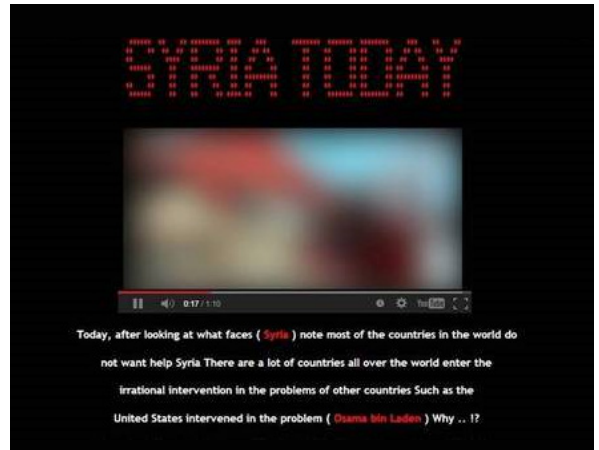 SYRIA TODAY
0:17 / 1:10 YouTube
Today, after looking at what faces ( Syria ) note most of the countries in the world do
not want help Syria There are a lot of countries all over the world enter the
irrational intervention in the problems of other countries Such as the
United States intervened in the problem ( Osama bin Laden ) Why .. !?